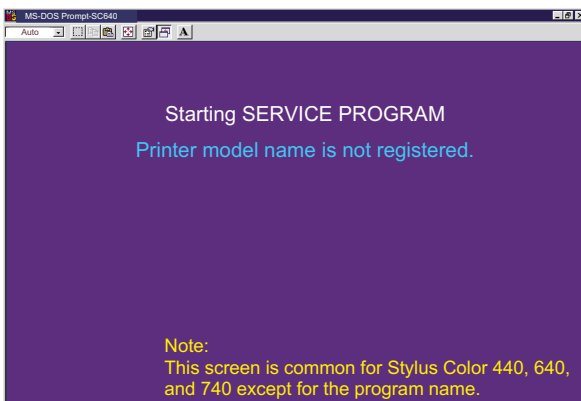 MS-DOS Prompt-SC640
Auto
A
Starting SERVICE PROGRAM
Printer model name is not registered.
Note:
This screen is common for Stylus Color 440, 640,
and 740 except for the program name.